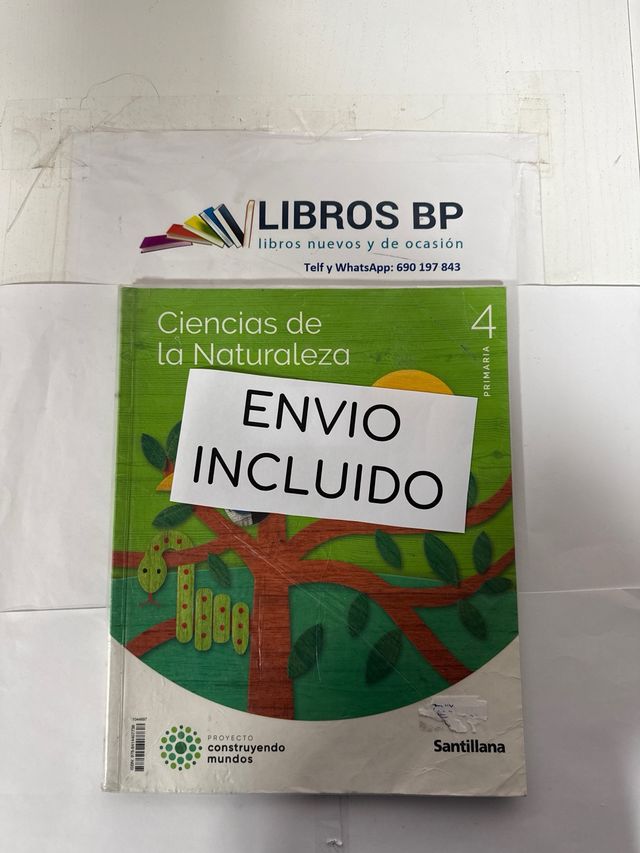 LIBROS BP
libros nuevos y de ocasión
Telf y WhatsApp: 690 197 843
Ciencias de
la Naturaleza
4
PRIMARIA
ENVIO
INCLUIDO
PROYECTO
construyendo
mundos
Santillana